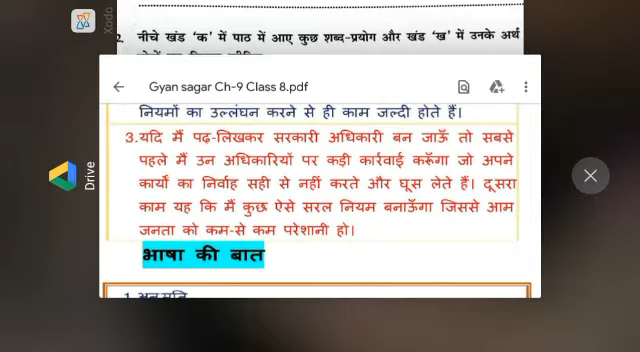 Xodo
2. नीचे खंड 'क' में पाठ में आए कुछ शब्द-प्रयोग और खंड 'ख' में उनके अर्थ
Gyan sagar Ch-9 Class 8.pdf
नियमों का उल्लंघन करने से ही काम जल्दी होते हैं।
3.यदि मैं पढ़-लिखकर सरकारी अधिकारी बन जाऊँ तो सबसे
पहले मैं उन अधिकारियों पर कड़ी कार्रवाई करूँगा जो अपने
कार्यों का निर्वाह सही से नहीं करते और घूस लेते हैं। दूसरा
काम यह कि मैं कुछ ऐसे सरल नियम बनाऊँगा जिससे आम
जनता को कम-से कम परेशानी हो।
भाषा की बात
Drive